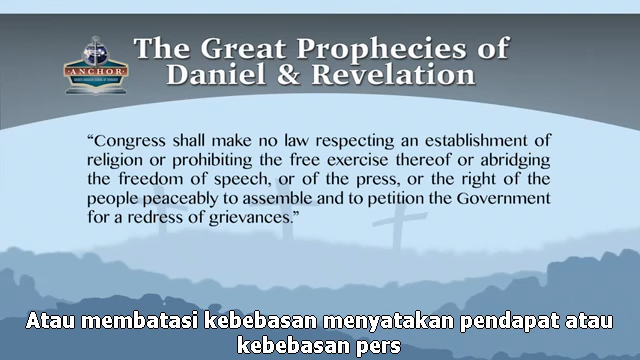 The Great Prophecies of
Daniel & Revelation
ANCHOR
“Congress shall make no law respecting an establishment of
religion or prohibiting the free exercise thereof or abridging
the freedom of speech, or of the press, or the right of the
people peaceably to assemble and to petition the Government
for a redress of grievances.”
Atau membatasi kebebasan menyatakan pendapat atau
kebebasan pers